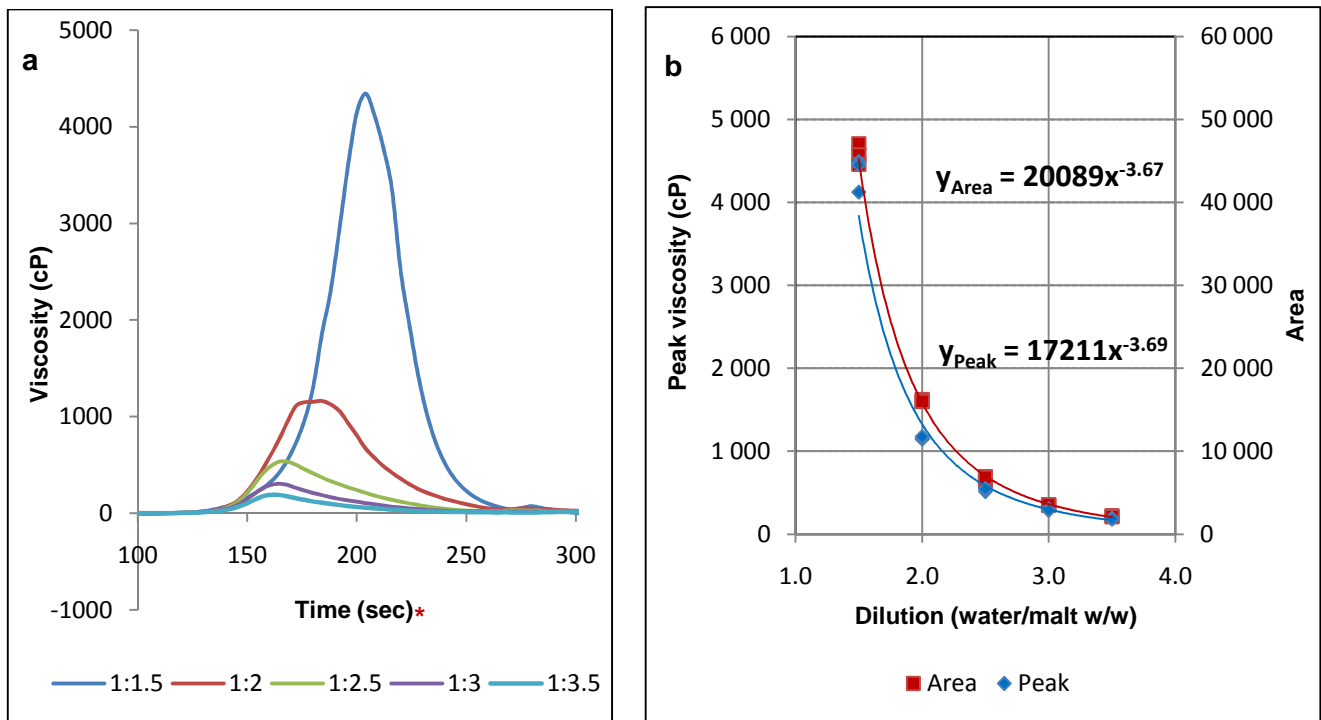 a
Viscosity (cP)
5000
4000
3000
2000
1000
0
-1000
100 150 200 250 300
Time (sec)*
1:1.5 1:2 1:2.5 1:3 1:3.5
b
Peak viscosity (cP)
6 000
5 000
4 000
3 000
2 000
1 000
0
y_Area = 20089x^-3.67
y_Peak = 17211x^-3.69
60 000
50 000
40 000
30 000
20 000
10 000
0
Area
1.0 2.0 3.0 4.0
Dilution (water/malt w/w)
Area Peak